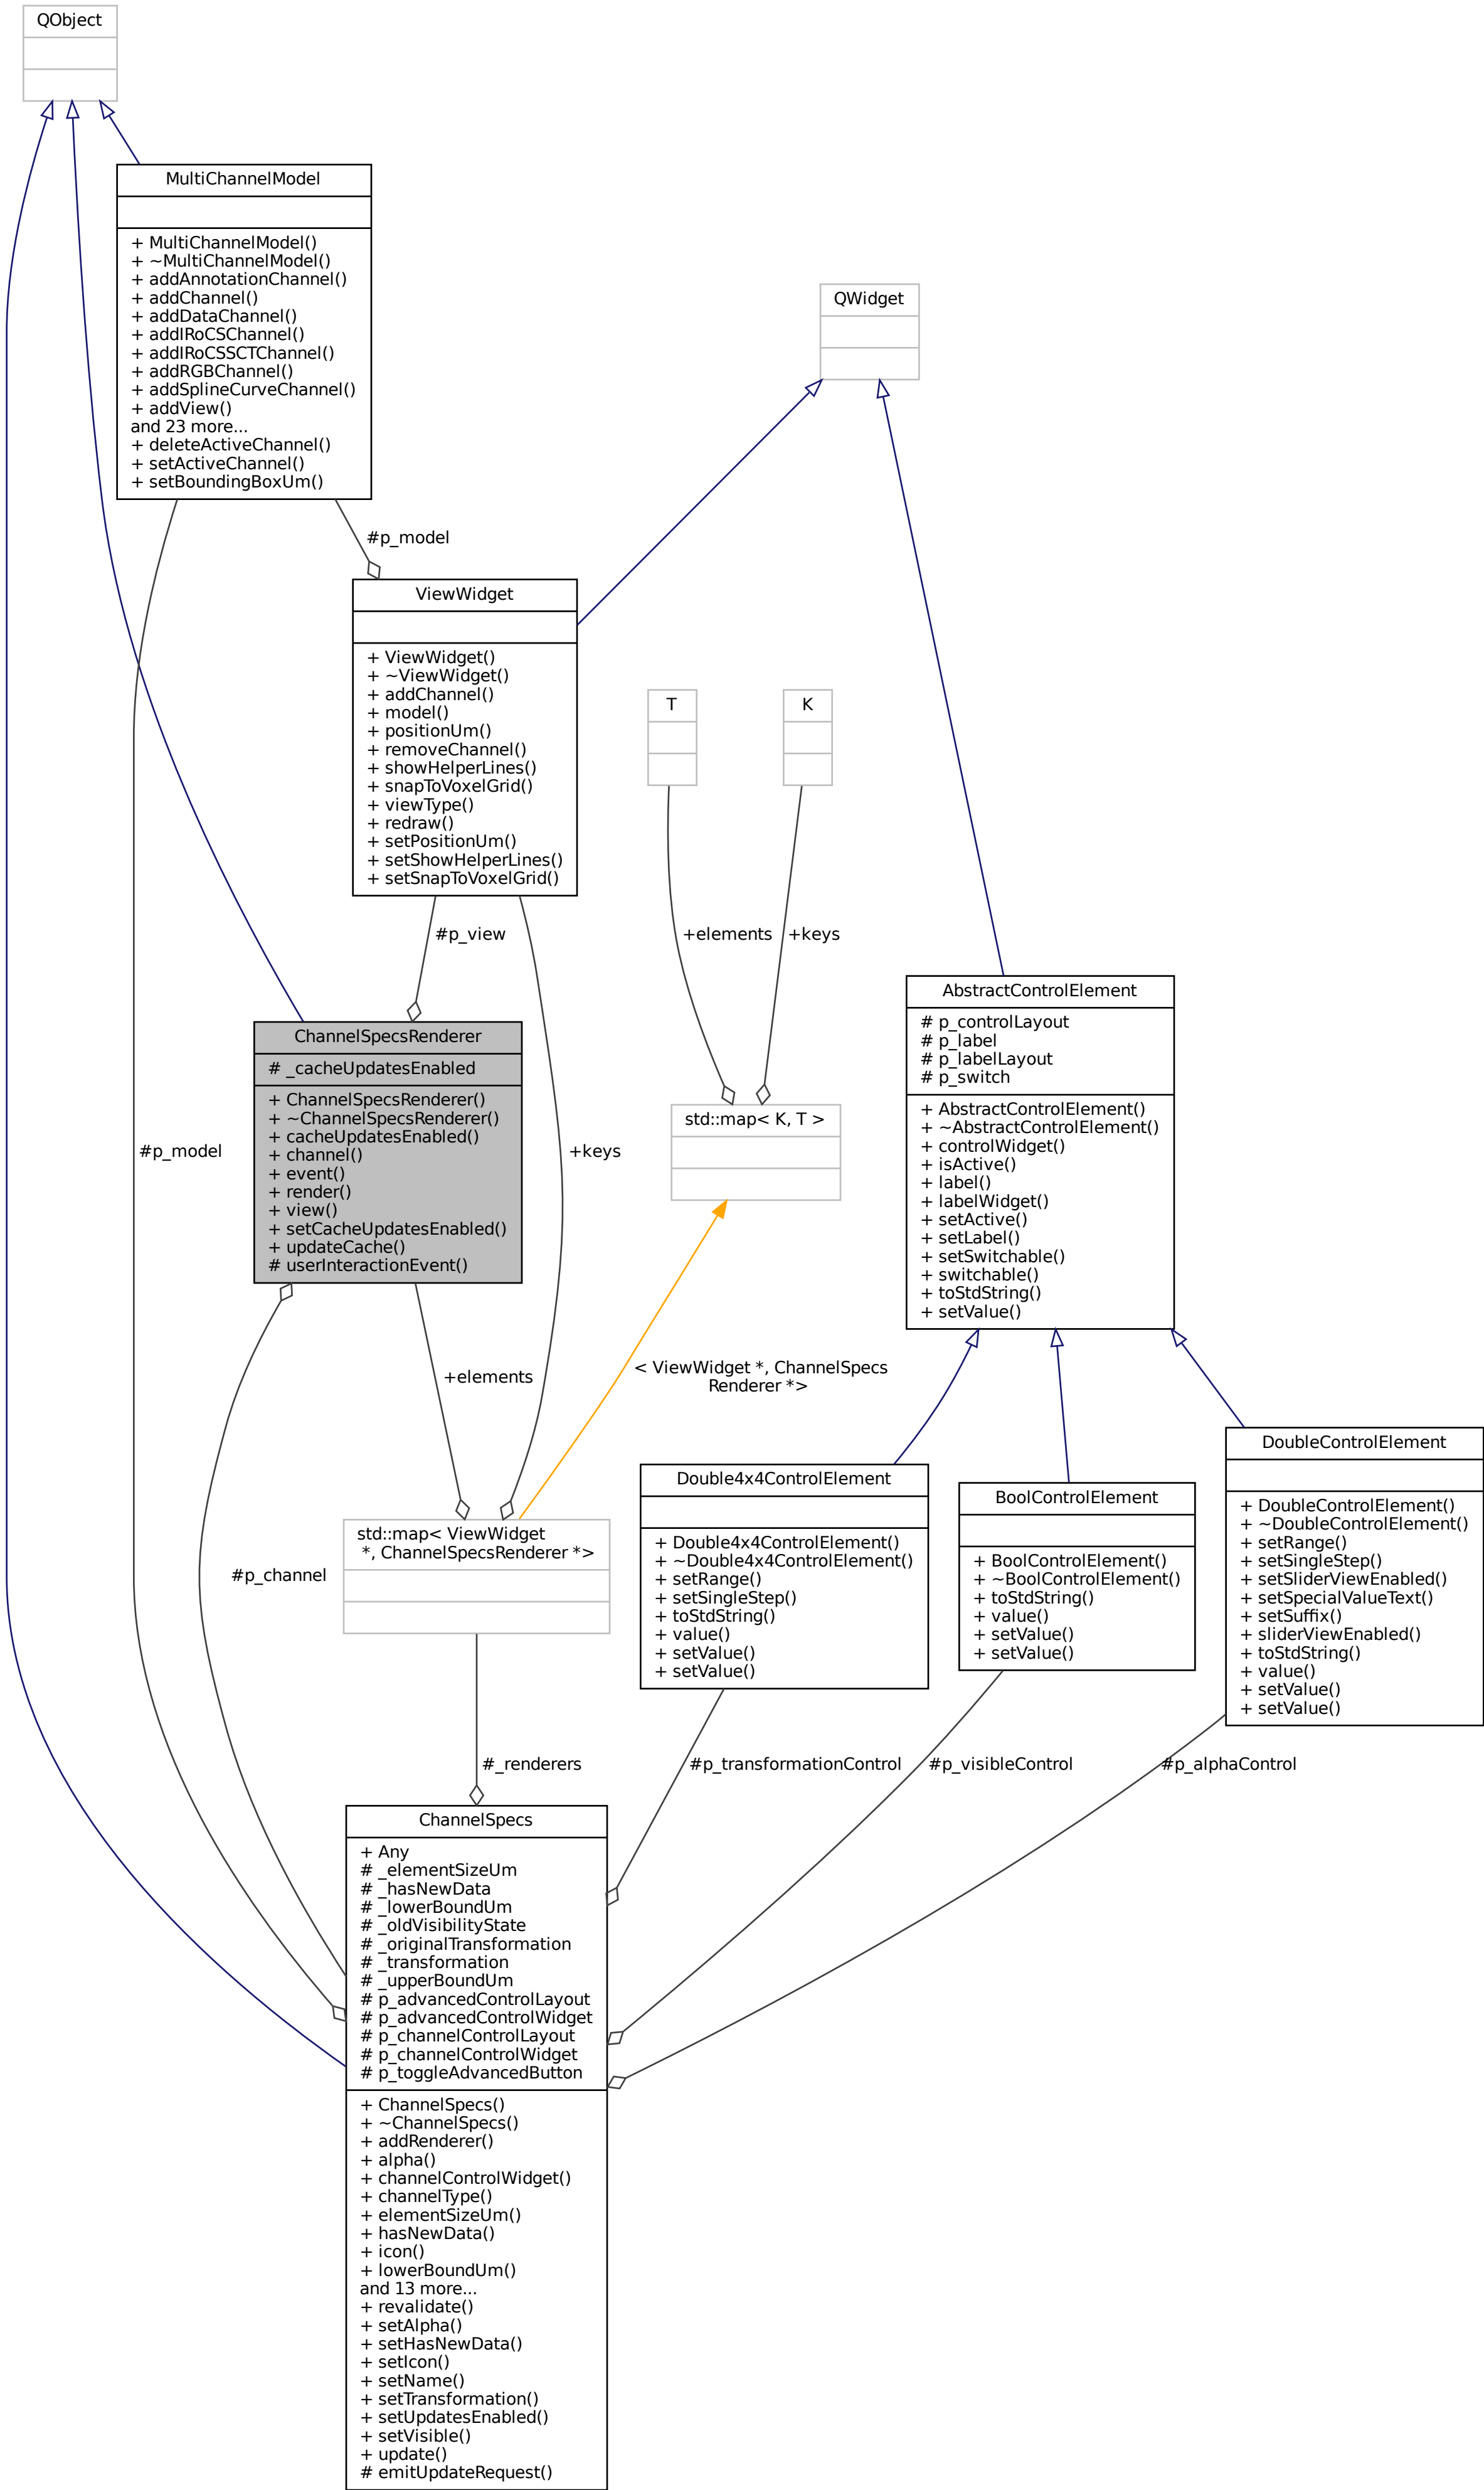 QObject
MultiChannelModel
+ MultiChannelModel()
+ ~MultiChannelModel()
+ addAnnotationChannel()
+ addChannel()
+ addDataChannel()
+ addIRoCSChannel()
+ addIRoCSSCTChannel()
+ addRGBChannel()
+ addSplineCurveChannel()
+ addView()
and 23 more...
+ deleteActiveChannel()
+ setActiveChannel()
+ setBoundingBoxUm()
QWidget
#p_model
ViewWidget
+ ViewWidget()
+ ~ViewWidget()
+ addChannel()
+ model()
+ positionUm()
+ removeChannel()
+ showHelperLines()
+ snapToVoxelGrid()
+ viewType()
+ redraw()
+ setPositionUm()
+ setShowHelperLines()
+ setSnapToVoxelGrid()
T
K
#p_view
+elements
+keys
AbstractControlElement
# p_controlLayout
# p_label
# p_labelLayout
# p_switch
+ AbstractControlElement()
+ ~AbstractControlElement()
+ controlWidget()
+ isActive()
+ label()
+ labelWidget()
+ setActive()
+ setLabel()
+ setSwitchable()
+ switchable()
+ toStdString()
+ setValue()
ChannelSpecsRenderer
# _cacheUpdatesEnabled
+ ChannelSpecsRenderer()
+ ~ChannelSpecsRenderer()
+ cacheUpdatesEnabled()
+ channel()
+ event()
+ render()
+ view()
+ setCacheUpdatesEnabled()
+ updateCache()
# userInteractionEvent()
std::map< K, T >
#p_model
+keys
+elements
< ViewWidget *, ChannelSpecs
Renderer *>
Double4x4ControlElement
+ Double4x4ControlElement()
+ ~Double4x4ControlElement()
+ setRange()
+ setSingleStep()
+ toStdString()
+ value()
+ setValue()
+ setValue()
BoolControlElement
+ BoolControlElement()
+ ~BoolControlElement()
+ toStdString()
+ value()
+ setValue()
+ setValue()
DoubleControlElement
+ DoubleControlElement()
+ ~DoubleControlElement()
+ setRange()
+ setSingleStep()
+ setSliderViewEnabled()
+ setSpecialValueText()
+ setSuffix()
+ sliderViewEnabled()
+ toStdString()
+ value()
+ setValue()
+ setValue()
std::map< ViewWidget
*, ChannelSpecsRenderer *>
#p_channel
#_renderers
#p_transformationControl
#p_visibleControl
#p_alphaControl
ChannelSpecs
+ Any
# _elementSizeUm
# _hasNewData
# _lowerBoundUm
# _oldVisibilityState
# _originalTransformation
# _transformation
# _upperBoundUm
# p_advancedControlLayout
# p_advancedControlWidget
# p_channelControlLayout
# p_channelControlWidget
# p_toggleAdvancedButton
+ ChannelSpecs()
+ ~ChannelSpecs()
+ addRenderer()
+ alpha()
+ channelControlWidget()
+ channelType()
+ elementSizeUm()
+ hasNewData()
+ icon()
+ lowerBoundUm()
and 13 more...
+ revalidate()
+ setAlpha()
+ setHasNewData()
+ setIcon()
+ setName()
+ setTransformation()
+ setUpdatesEnabled()
+ setVisible()
+ update()
# emitUpdateRequest()